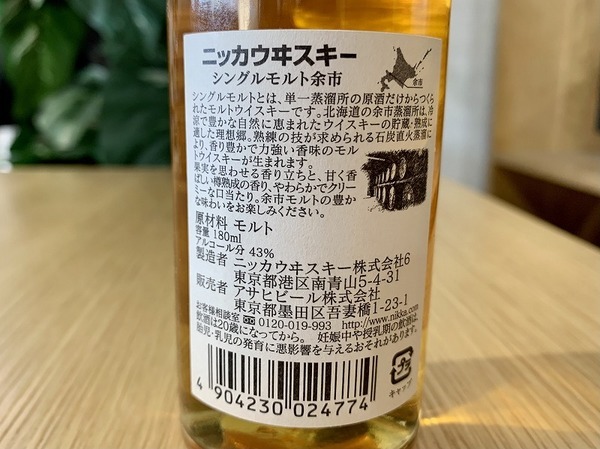 ニッカウヰスキー
シングルモルト余市
余市
シングルモルトとは、単一蒸溜所の原酒だけからつくら
れたモルトウイスキーです。北海道の余市蒸溜所は、冷
涼で豊かな自然に恵まれたウイスキーの貯蔵・熟成に
適した理想郷。熟練の技が求められる石炭直火蒸溜に
より、香り豊かで力強い香味のモル
トウイスキーが生まれます。
果実を思わせる香り立ちと、甘く香
ばしい樽熟成の香り、やわらかでクリー
ミーな口当たり。余市モルトの豊か
な味わいをお楽しみください。
原材料 モルト
容量 180ml
アルコール分 43%
製造者 ニッカウヰスキー株式会社6
東京都港区南青山5-4-31
販売者 アサヒビール株式会社
東京都墨田区吾妻橋1-23-1
お客様相談室 0120-019-993 http://www.nikka.com
飲酒は20歳になってから。 妊娠中や授乳期の飲酒は、
胎児・乳児の発育に悪影響を与えるおそれがあります。
4 904230 024774
プラ
キャップ